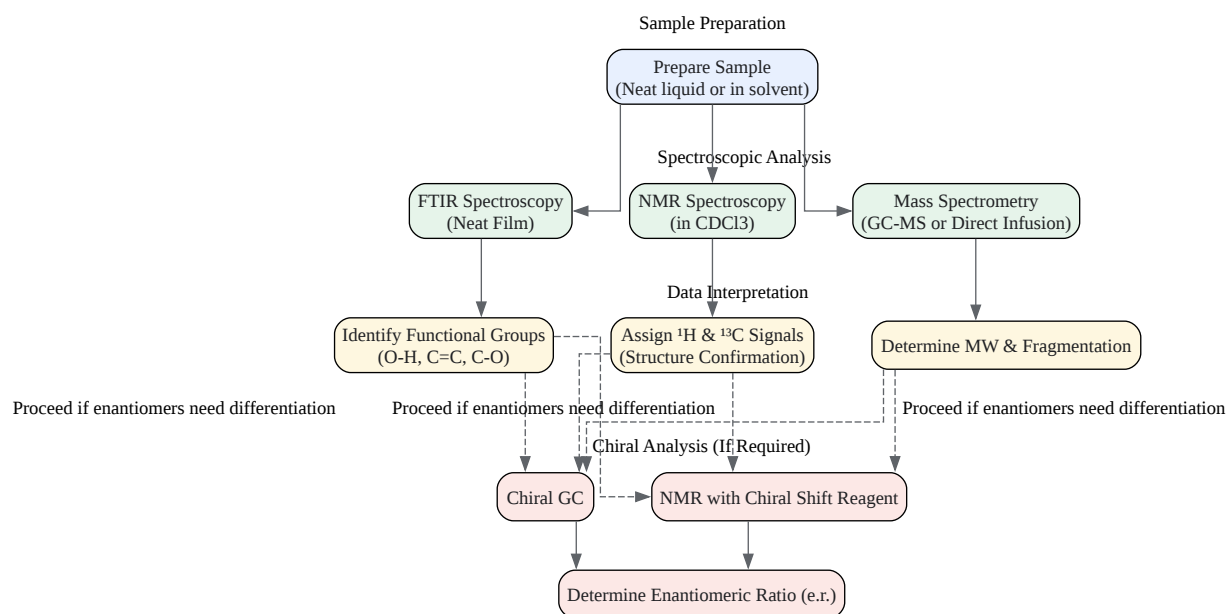 Sample Preparation
Prepare Sample
(Neat liquid or in solvent)
Spectroscopic Analysis
FTIR Spectroscopy
(Neat Film)
NMR Spectroscopy
(in CDCl3)
Mass Spectrometry
(GC-MS or Direct Infusion)
Data Interpretation
Identify Functional Groups
(O-H, C=C, C-O)
Assign ¹H & ¹³C Signals
(Structure Confirmation)
Determine MW & Fragmentation
Proceed if enantiomers need differentiation
Proceed if enantiomers need differentiation
Proceed if enantiomers need differentiation
Chiral Analysis (If Required)
Chiral GC
NMR with Chiral Shift Reagent
Determine Enantiomeric Ratio (e.r.)